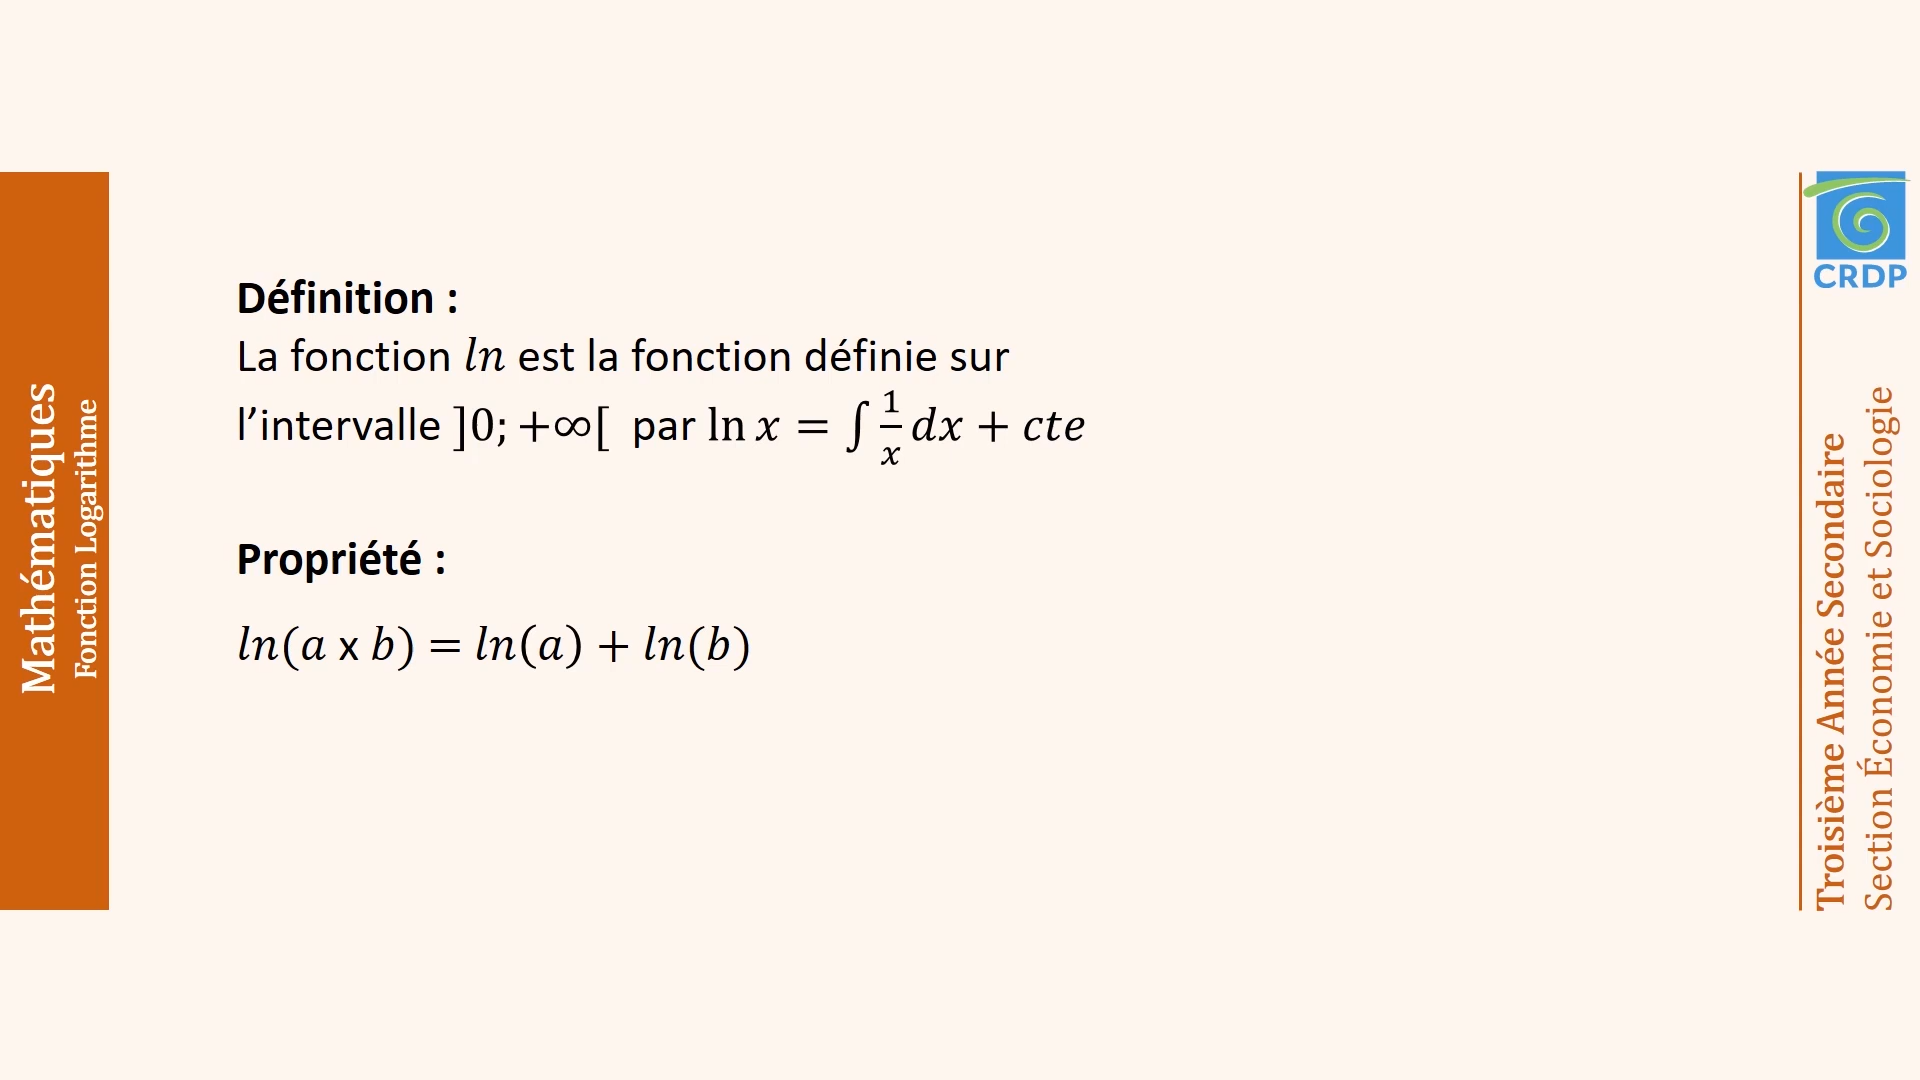 Mathématiques
Fonction Logarithme
Définition :
La fonction ln est la fonction définie sur
l’intervalle ]0; +∞[ par ln x = ∫ 1/x dx + cte
Propriété :
ln(a x b) = ln(a) + ln(b)
CRDP
Troisième Année Secondaire
Section Économie et Sociologie